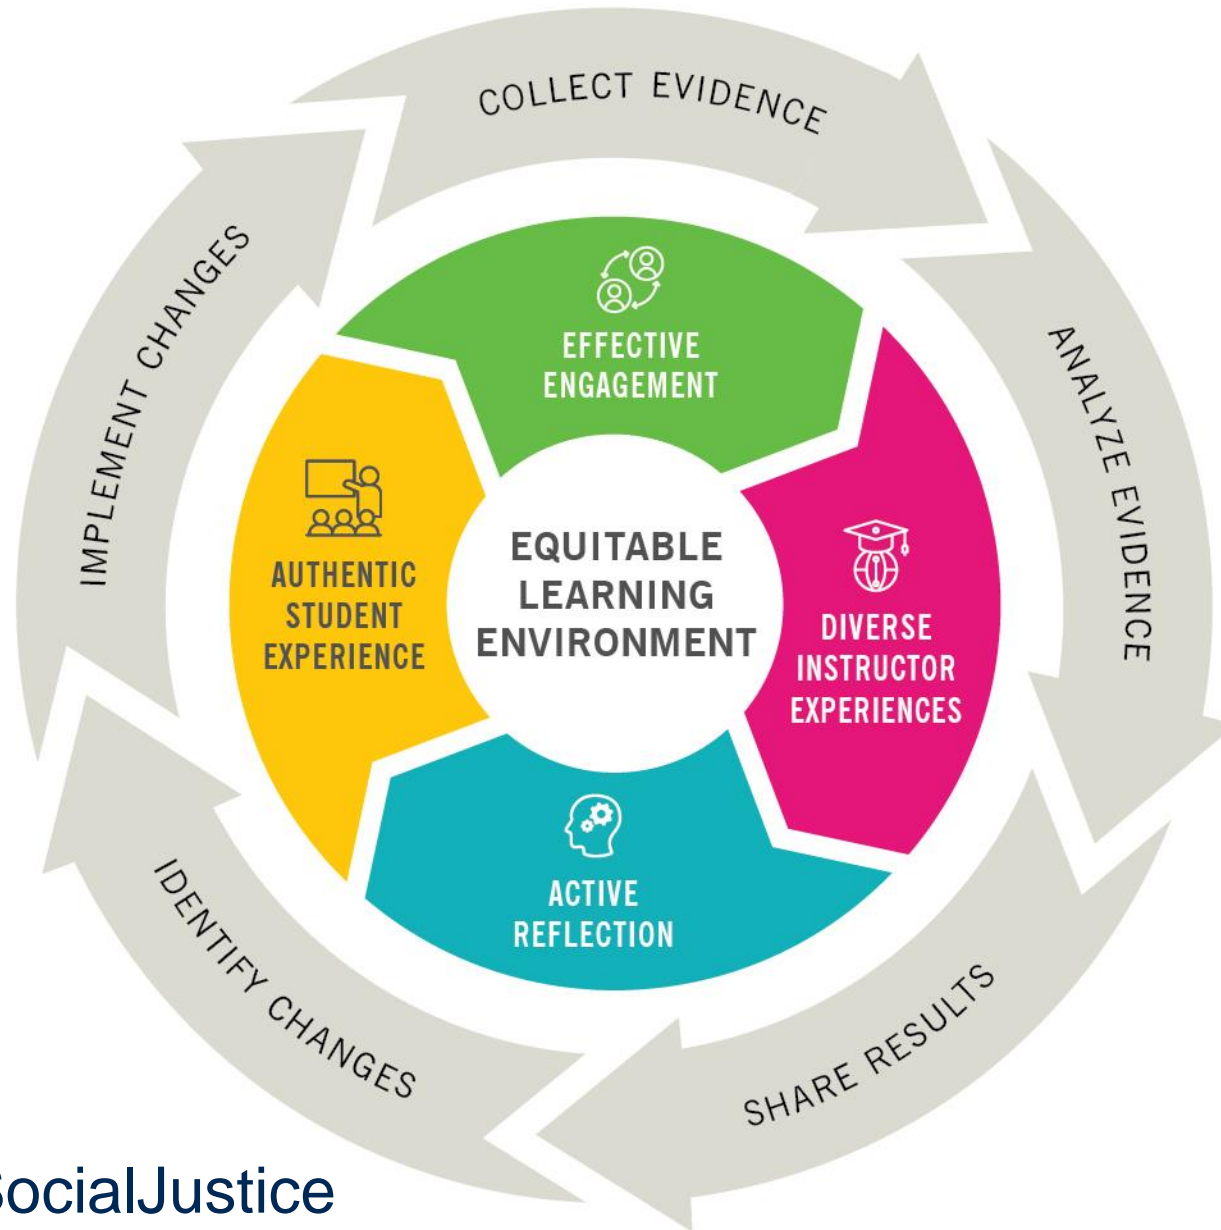 COLLECT EVIDENCE
ANALYZE EVIDENCE
SHARE RESULTS
IDENTIFY CHANGES
IMPLEMENT CHANGES
EFFECTIVE
ENGAGEMENT
DIVERSE
INSTRUCTOR
EXPERIENCES
ACTIVE
REFLECTION
AUTHENTIC
STUDENT
EXPERIENCE
EQUITABLE
LEARNING
ENVIRONMENT
SocialJustice